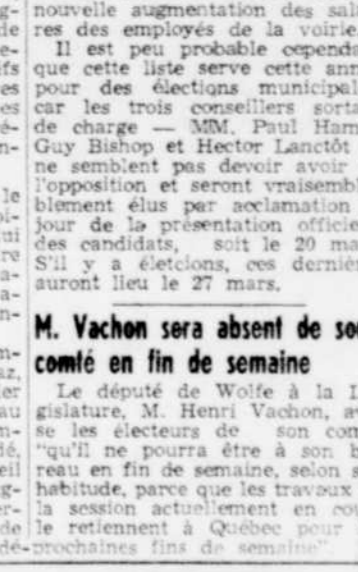 nouvelle augmentation des sala
res des employés de la voirie.
Il est peu probable cepend
que cette liste serve cette ann
pour des élections municipal
car les trois conseillers sorta
de charge — MM. Paul Ham
Guy Bishop et Hector Lanctôt
ne semblent pas devoir avoir
l'opposition et seront vraisembl
blement élus par acclamation
jour de la présentation officie
des candidats, soit le 20 ma
S'il y a életcions, ces dernièr
auront lieu le 27 mars.
M. Vachon sera absent de so
comté en fin de semaine
Le député de Wolfe à la L
gislature, M. Henri Vachon, a
se les électeurs de son com
"qu'il ne pourra être à son b
reau en fin de semaine, selon s
habitude, parce que les travaux
la session actuellement en cou
le retiennent à Québec pour
prochaines fins de semaine".